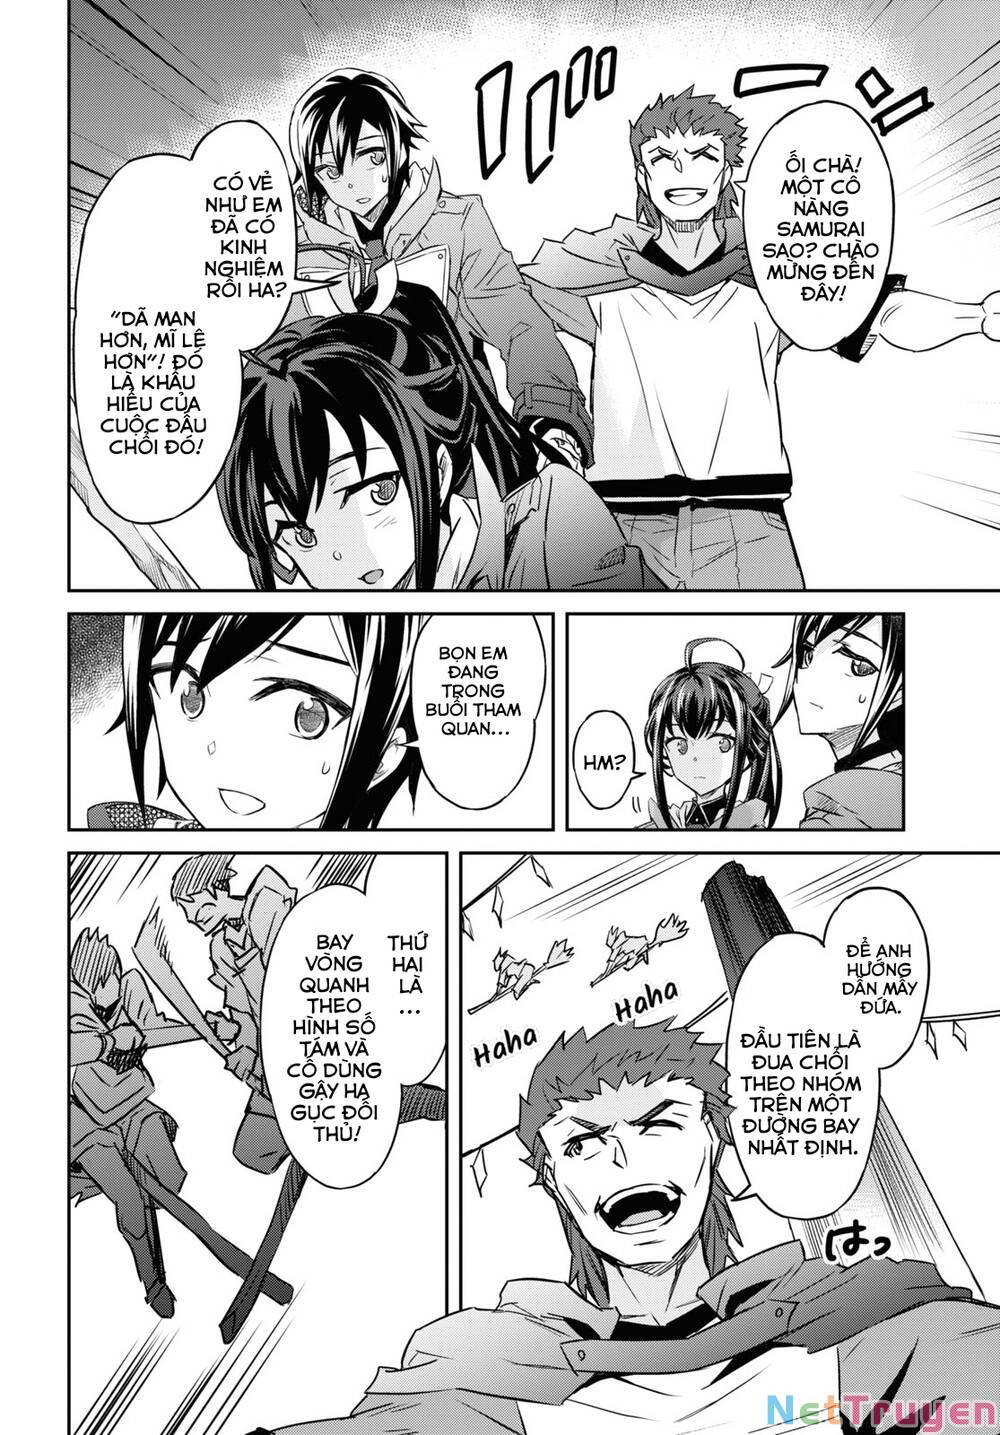 ỐI CHÀ!
MỘT CÔ
NÀNG
SAMURAI
SAO? CHÀO
MỪNG ĐẾN
ĐÂY!
CÓ VẺ
NHƯ EM
ĐÃ CÓ
KINH
NGHIỆM
RỒI HA?
"DÃ MAN
HƠN, MĨ LỆ
HƠN"! ĐÓ
LÀ KHẨU
HIỆU CỦA
CUỘC ĐẤU
CHỔI ĐÓ!
HM?
BỌN EM
ĐANG
TRONG
BUỔI THAM
QUAN...
ĐỂ ANH
HƯỚNG
DẪN MẤY
ĐỨA.
ĐẦU TIÊN LÀ
ĐUA CHỔI
THEO NHÓM
TRÊN MỘT
ĐƯỜNG BAY
NHẤT ĐỊNH.
Haha
Haha
はっ
THỨ
HAI LÀ
...
BAY
VÒNG
QUANH
THEO
HÌNH SỐ
TÁM VÀ
CỐ DÙNG
GẬY HẠ
GỤC ĐỐI
THỦ!
NetTruyen